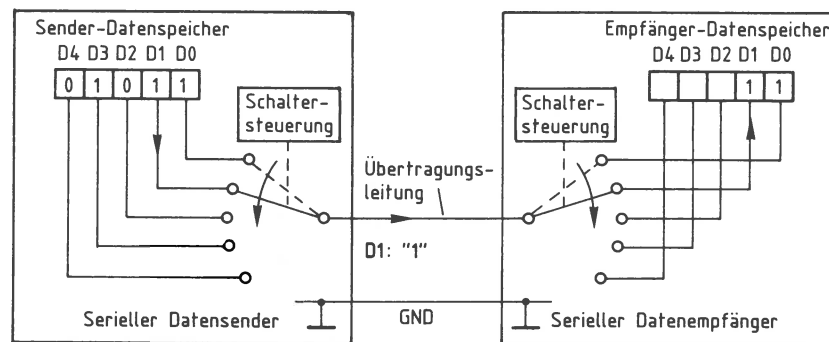 Sender-Datenspeicher
D4 D3 D2 D1 D0
0 1 0 1 1
Schalter-
steuerung
Übertragungs-
leitung
D1: "1"
GND
Serieller Datensender
Empfänger-Datenspeicher
D4 D3 D2 D1 D0
1 1
Schalter-
steuerung
Serieller Datenempfänger